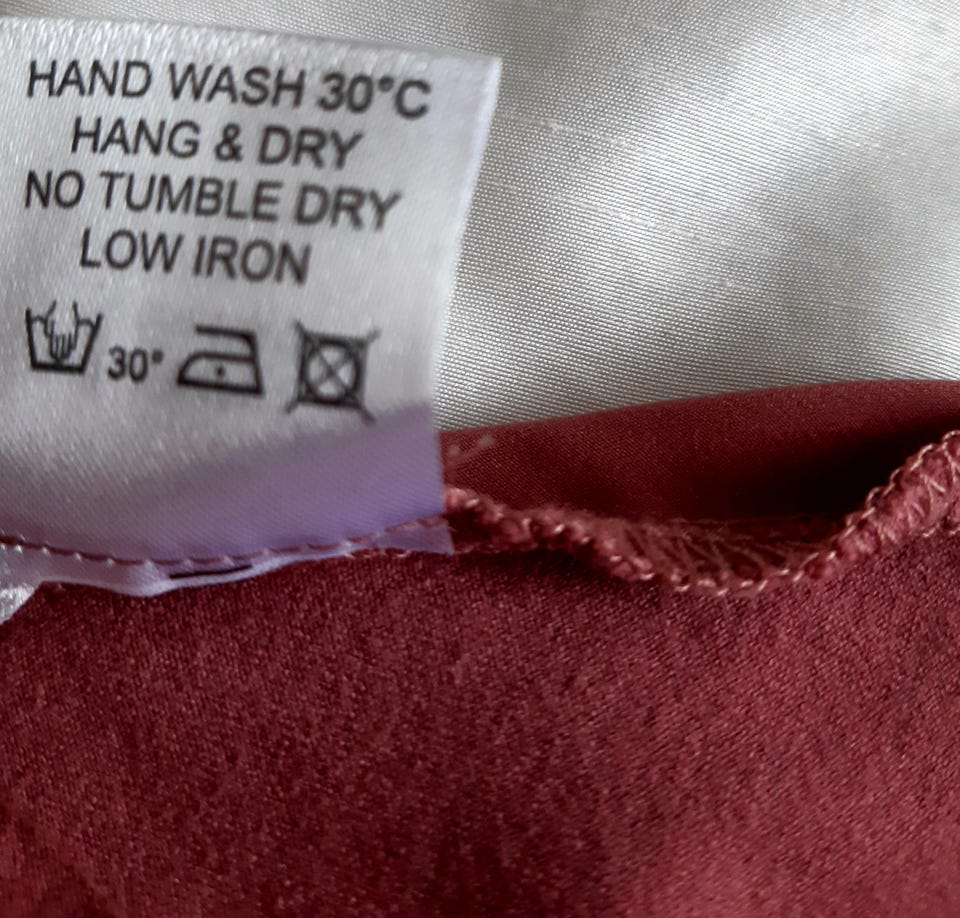 HAND WASH 30°C
HANG & DRY
NO TUMBLE DRY
LOW IRON
30°